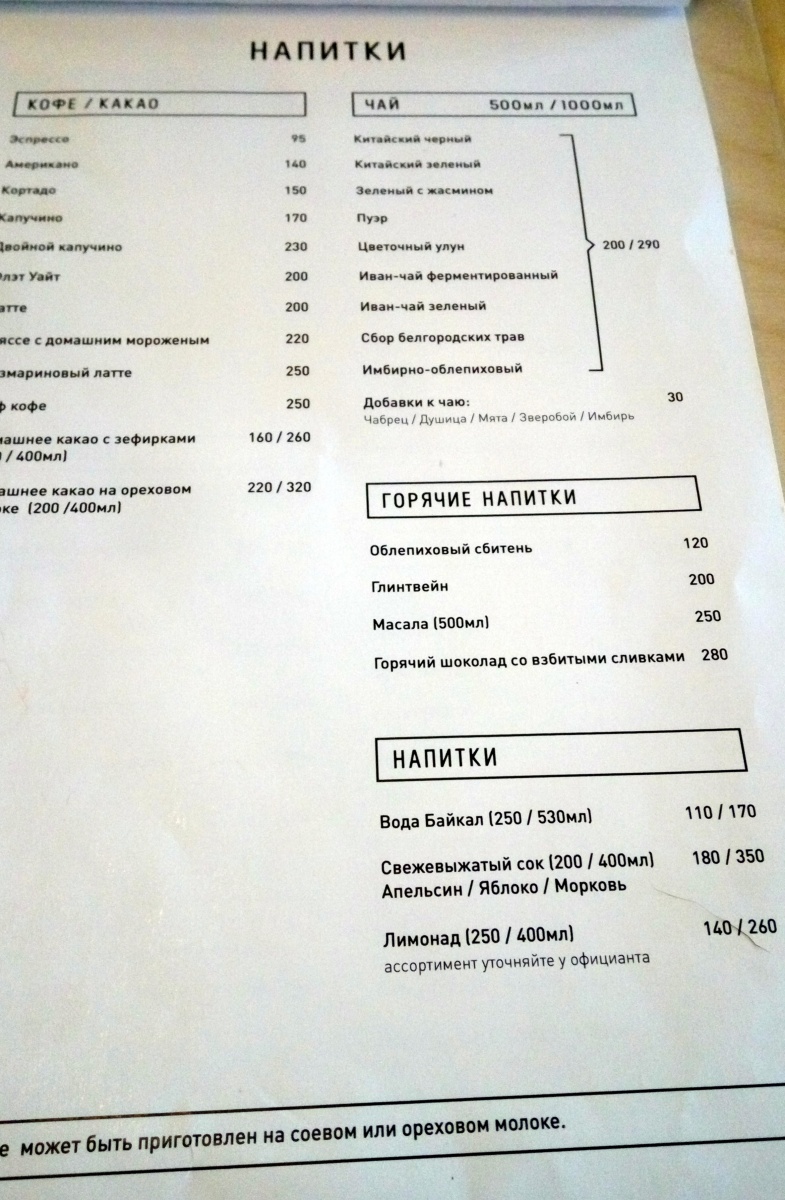 НАПИТКИ
КОФЕ / КАКАО
Эспрессо 95
Американо 140
Кортадо 150
Капучино 170
Двойной капучино 230
Уайт 200
200
с домашним мороженым 220
латте 250
кофе 250
какао с зефирками 160 / 260
/ 400мл)
какао на ореховом 220 / 320
(200 /400мл)
ЧАЙ 500мл / 1000мл
Китайский черный
Китайский зеленый
Зеленый с жасмином
Пуэр
Цветочный улун 200 / 290
Иван-чай ферментированный
Иван-чай зеленый
Сбор белгородских трав
Имбирно-облепиховый
Добавки к чаю: 30
Чабрец / Душица / Мята / Зверобой / Имбирь
ГОРЯЧИЕ НАПИТКИ
Облепиховый сбитень 120
Глинтвейн 200
Масала (500мл) 250
Горячий шоколад со взбитыми сливками 280
НАПИТКИ
Вода Байкал (250 / 530мл) 110 / 170
Свежевыжатый сок (200 / 400мл) 180 / 350
Апельсин / Яблоко / Морковь
Лимонад (250 / 400мл) 140 / 260
ассортимент уточняйте у официанта
может быть приготовлен на соевом или ореховом молоке.